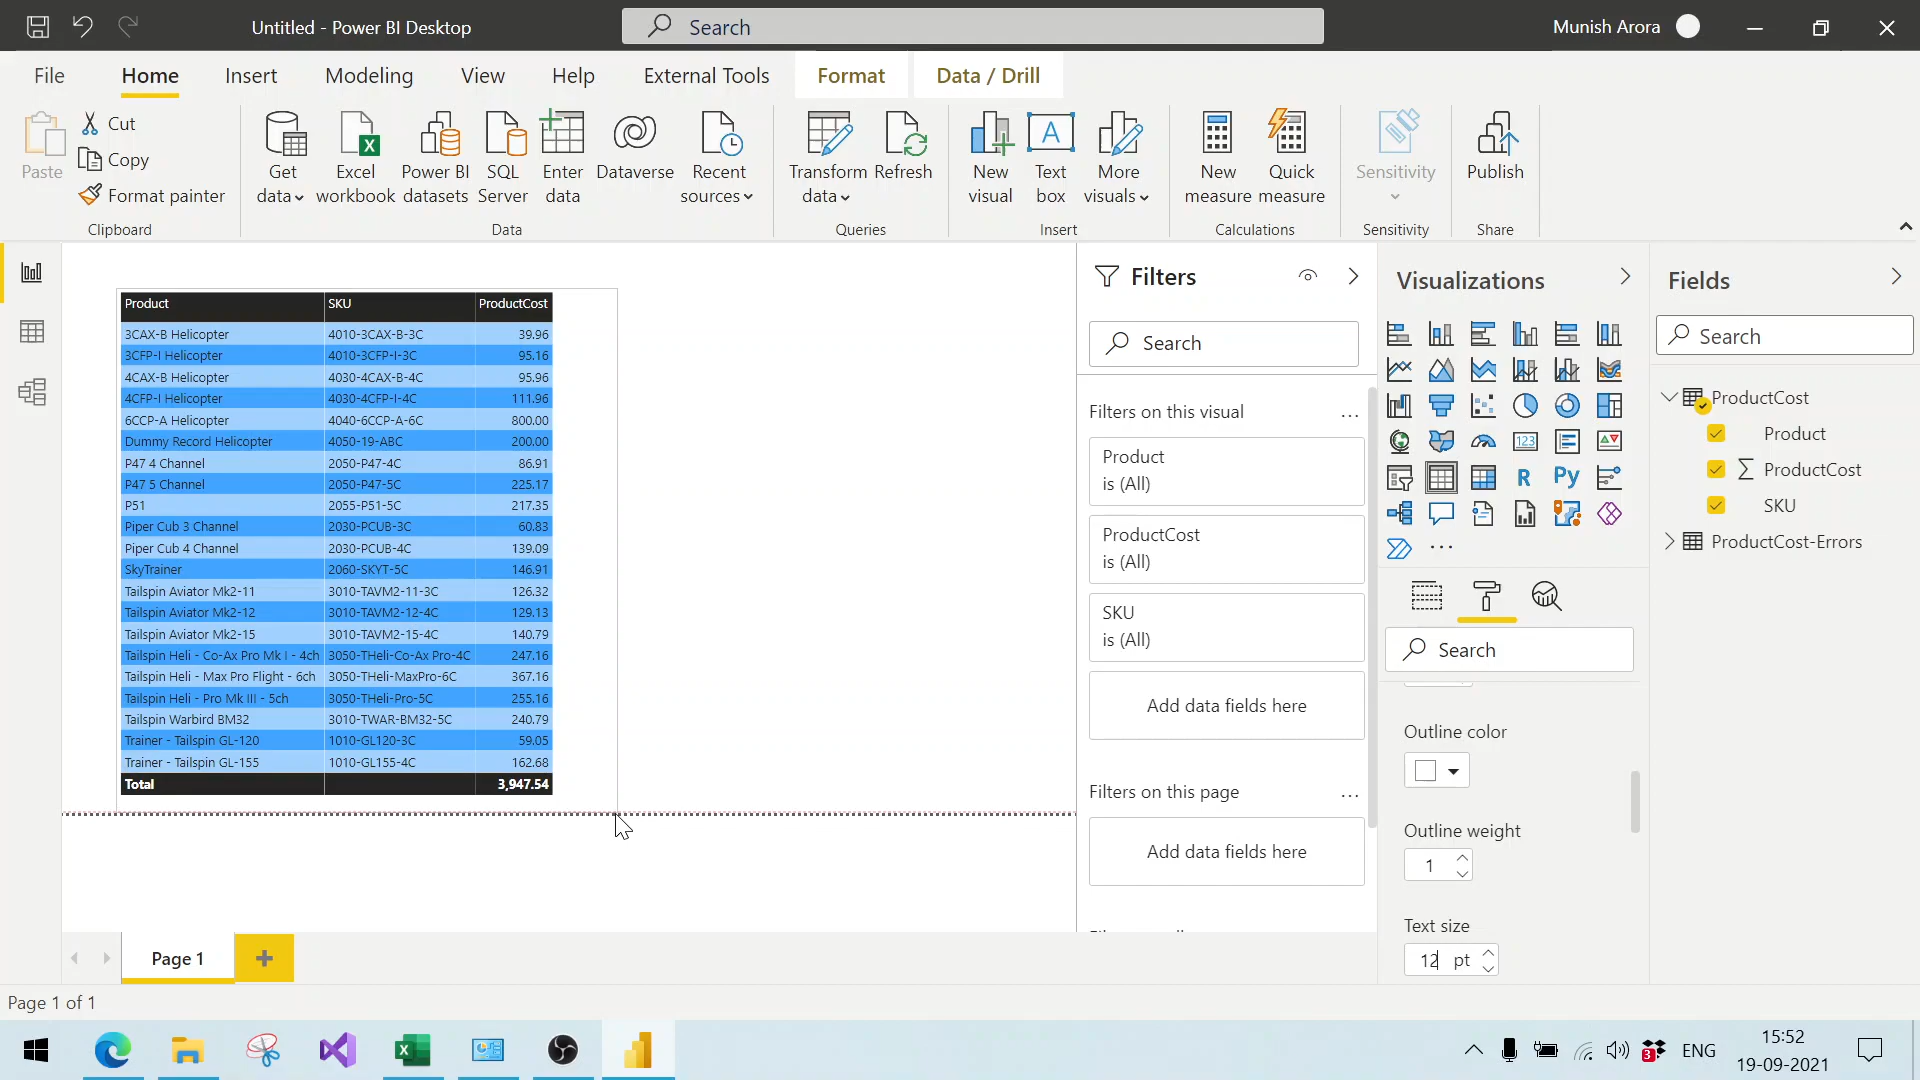 Untitled - Power BI Desktop
Search
Munish Arora
File
Home
Insert
Modeling
View
Help
External Tools
Format
Data / Drill
Paste
Cut
Copy
Format painter
Clipboard
Get data
Excel workbook
Power BI datasets
SQL Server
Enter data
Dataverse
Recent sources
Data
Transform data
Refresh
Queries
New visual
A
Text box
More visuals
Insert
New measure
Quick measure
Calculations
Sensitivity
Sensitivity
Publish
Share
Product SKU ProductCost
3CAX-B Helicopter 4010-3CAX-B-3C 39.96
3CFP-I Helicopter 4010-3CFP-I-3C 95.16
4CAX-B Helicopter 4030-4CAX-B-4C 95.96
4CFP-I Helicopter 4030-4CFP-I-4C 111.96
6CCP-A Helicopter 4040-6CCP-A-6C 800.00
Dummy Record Helicopter 4050-19-ABC 200.00
P47 4 Channel 2050-P47-4C 86.91
P47 5 Channel 2050-P47-5C 225.17
P51 2055-P51-5C 217.35
Piper Cub 3 Channel 2030-PCUB-3C 60.83
Piper Cub 4 Channel 2030-PCUB-4C 139.09
SkyTrainer 2060-SKYT-5C 146.91
Tailspin Aviator Mk2-11 3010-TAVM2-11-3C 126.32
Tailspin Aviator Mk2-12 3010-TAVM2-12-4C 129.13
Tailspin Aviator Mk2-15 3010-TAVM2-15-4C 140.79
Tailspin Heli - Co-Ax Pro Mk I - 4ch 3050-THeli-Co-Ax Pro-4C 247.16
Tailspin Heli - Max Pro Flight - 6ch 3050-THeli-MaxPro-6C 367.16
Tailspin Heli - Pro Mk III - 5ch 3050-THeli-Pro-5C 255.16
Tailspin Warbird BM32 3010-TWAR-BM32-5C 240.79
Trainer - Tailspin GL-120 1010-GL120-3C 59.05
Trainer - Tailspin GL-155 1010-GL155-4C 162.68
Total 3,947.54
Filters
Search
Filters on this visual ...
Product
is (All)
ProductCost
is (All)
SKU
is (All)
Add data fields here
Filters on this page ...
Add data fields here
Visualizations
123
R
Py
...
Search
Outline color
Outline weight
1
Text size
12 pt
Fields
Search
ProductCost
Product
∑ ProductCost
SKU
ProductCost-Errors
Page 1
+
Page 1 of 1
3
ENG
15:52
19-09-2021